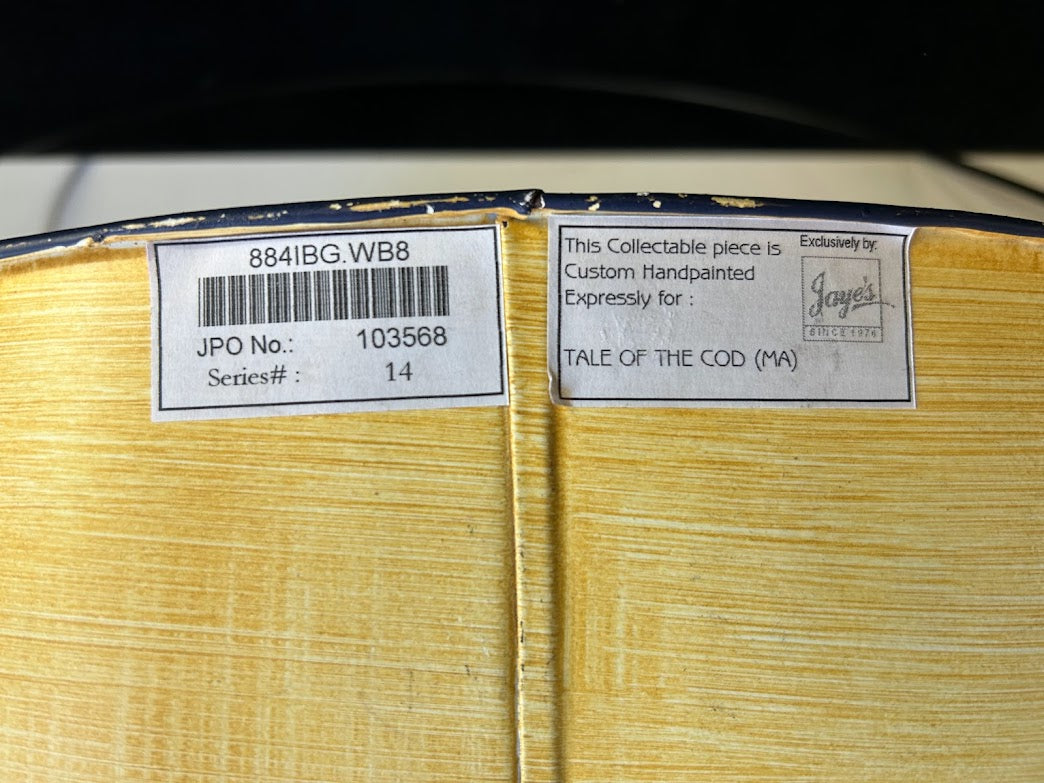 884IBG.WB8
JPO No.: 103568
Series# : 14
This Collectable piece is
Custom Handpainted
Expressly for :
TALE OF THE COD (MA)
Exclusively by:
Jaye's
SINCE 1976